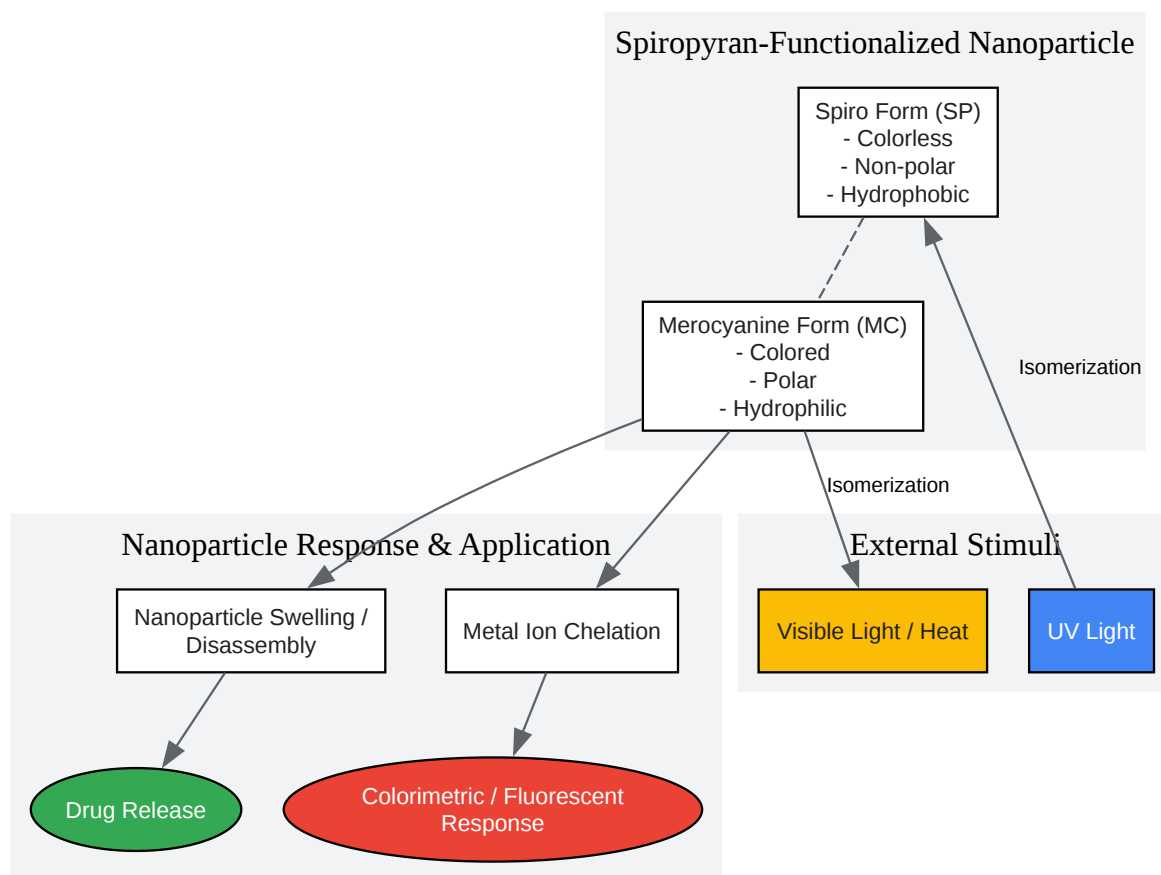 Spiropyran-Functionalized Nanoparticle
Spiro Form (SP)
- Colorless
- Non-polar
- Hydrophobic
Merocyanine Form (MC)
- Colored
- Polar
- Hydrophilic
Isomerization
Isomerization
Nanoparticle Response & Application
Nanoparticle Swelling /
Disassembly
Metal Ion Chelation
Drug Release
Colorimetric / Fluorescent
Response
External Stimuli
Visible Light / Heat
UV Light